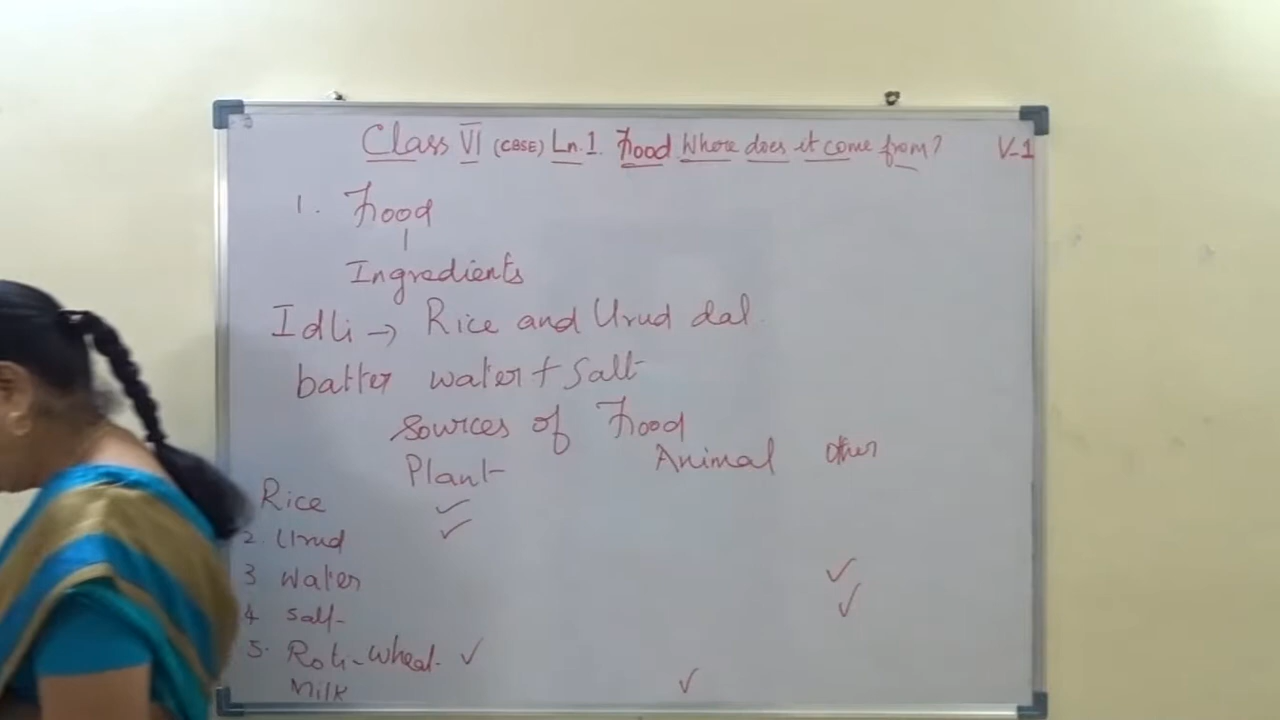 Class VI (CBSE) Ln.1. Food Where does it come from? V-1
1. Food
Ingredients
Idli → Rice and Urud dal.
batter water + Salt
Sources of Food
Plant Animal Other
Rice ✓
2. Urud ✓
3 Water ✓
4 Salt ✓
5. Roti-Wheat ✓
Milk ✓